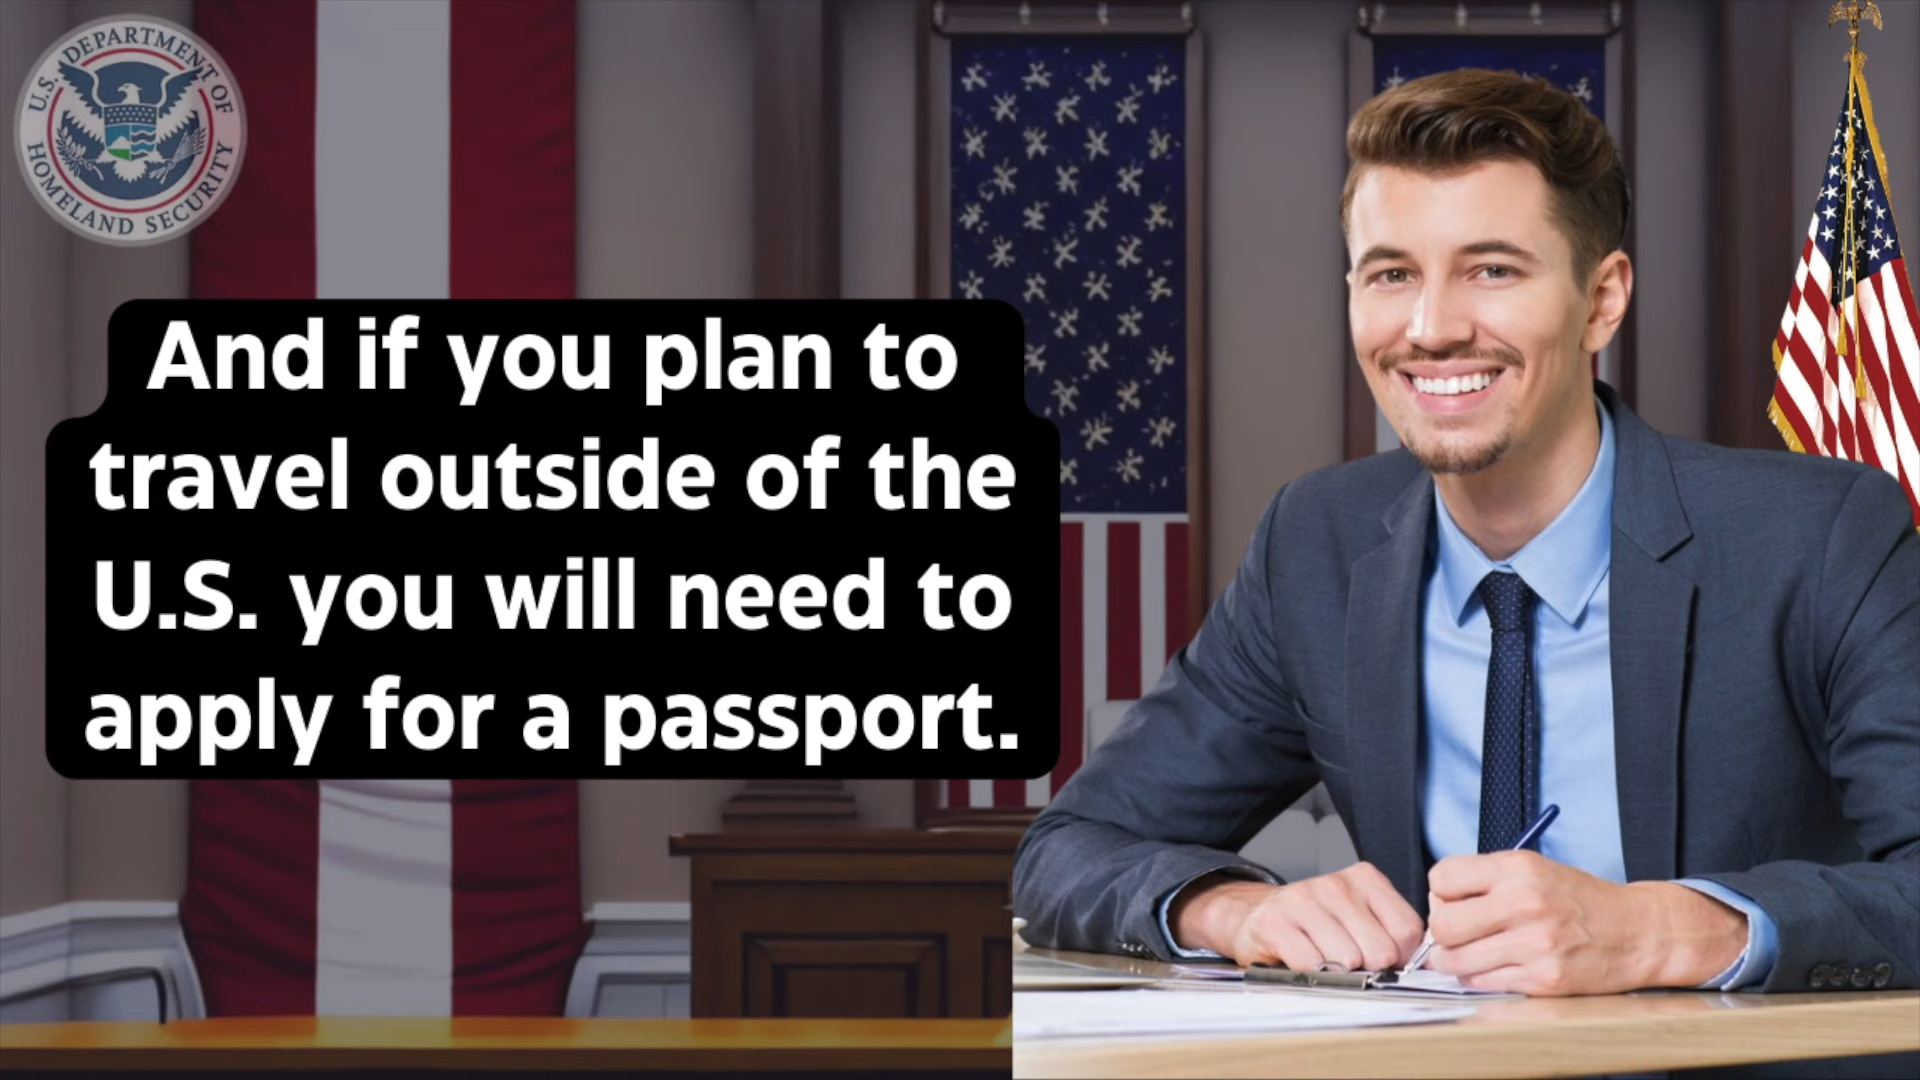 U.S. DEPARTMENT OF
HOMELAND SECURITY
And if you plan to
travel outside of the
U.S. you will need to
apply for a passport.